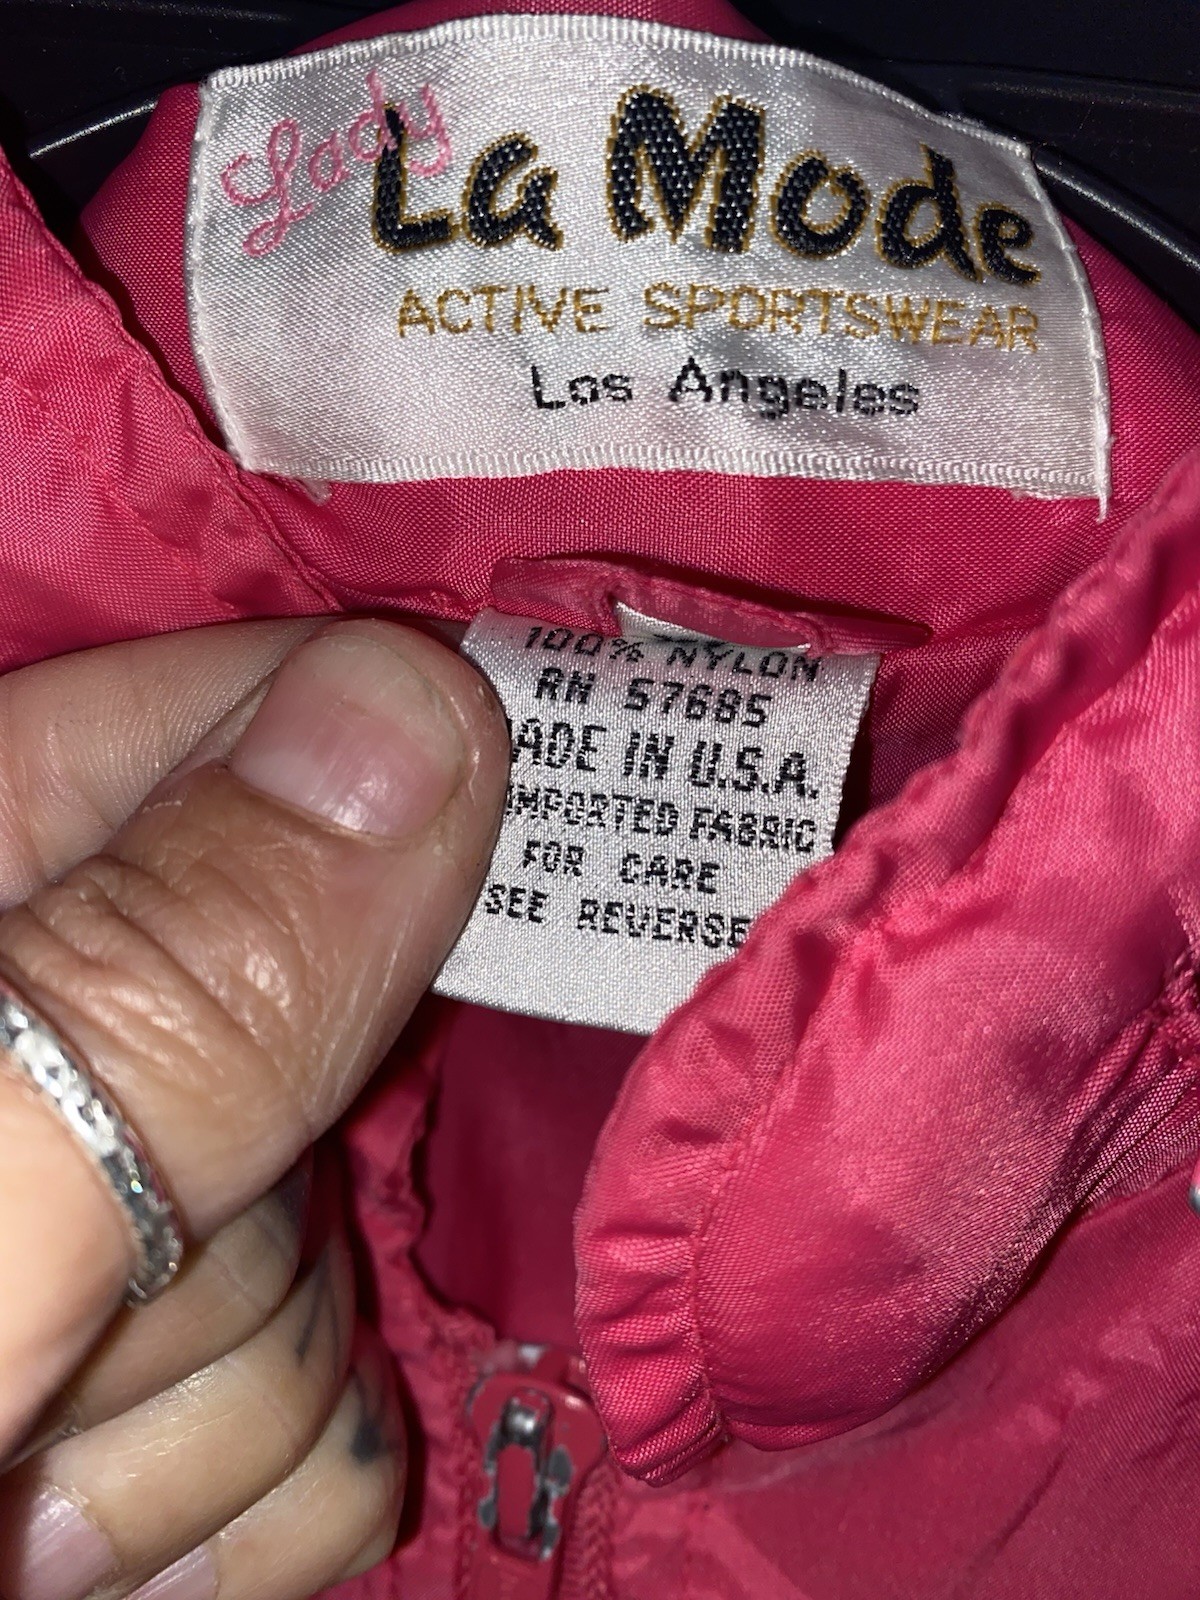 Lady
La Mode
ACTIVE SPORTSWEAR
Los Angeles
100% NYLON
RN 57685
MADE IN U.S.A.
IMPORTED FABRIC
FOR CARE
SEE REVERSE